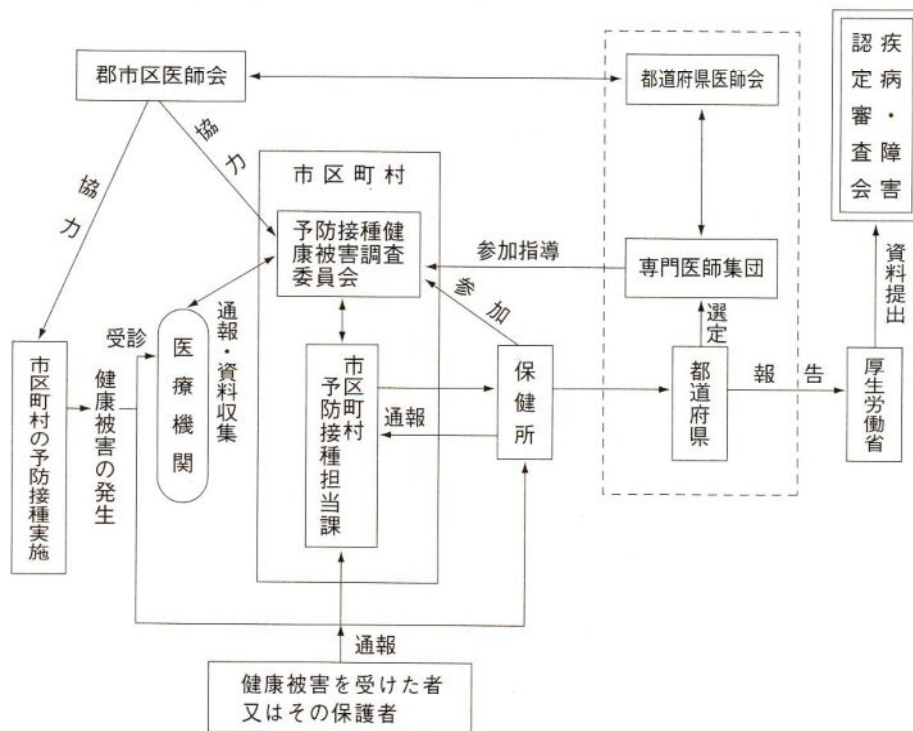 郡市区医師会
都道府県医師会
疾病・障害
認定審査会
協力
協力
市区町村
予防接種健
康被害調査
委員会
参加指導
専門医師集団
資料提出
参加
選定
受診
医療機関
通報・資料収集
市区町村の予防接種実施
健康被害の発生
市区町村
予防接種担当課
通報
保健所
都道府県
報告
厚生労働省
通報
健康被害を受けた者
又はその保護者